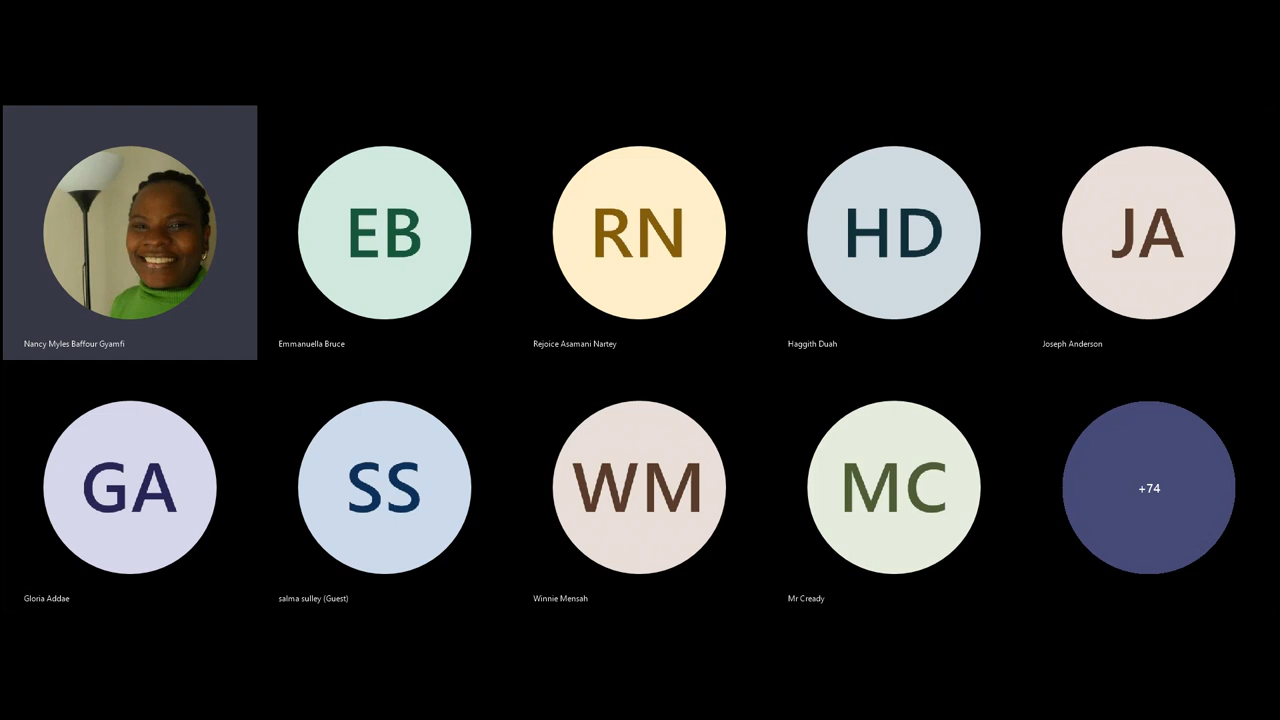 EB
RN
HD
JA
Nancy Myles Baffour Gyamfi
Emmanuella Bruce
Rejoice Asamani Nartey
Haggith Duah
Joseph Anderson
GA
SS
WM
MC
+74
Gloria Addae
salma sulley (Guest)
Winnie Mensah
Mr Cready